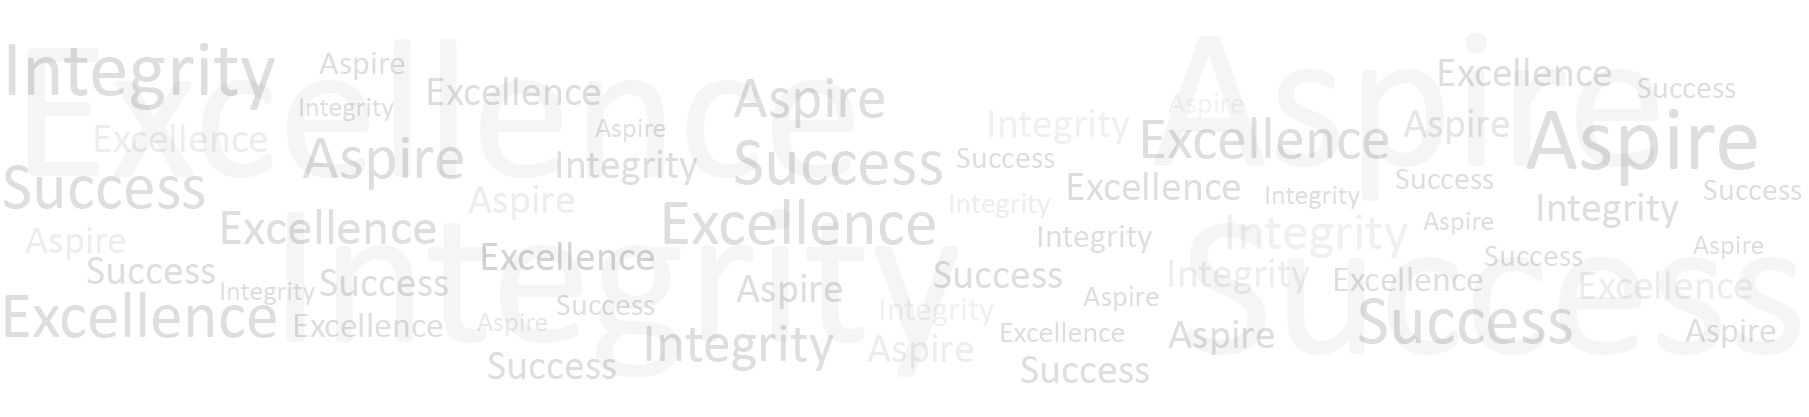 Excellence Aspire
Integrity Success
Integrity Aspire Excellence Aspire Excellence Success
Integrity Aspire Integrity Aspire Aspire
Excellence Aspire Excellence
Aspire Integrity Success Success Success
Success Excellence Integrity Success
Aspire Integrity Integrity
Excellence Excellence Integrity Integrity Aspire
Aspire Excellence Success Aspire
Success Success Integrity Aspire Success Integrity Excellence Excellence
Excellence Integrity Success Integrity Aspire
Excellence Aspire Integrity Excellence Aspire Success Aspire
Success Aspire Success